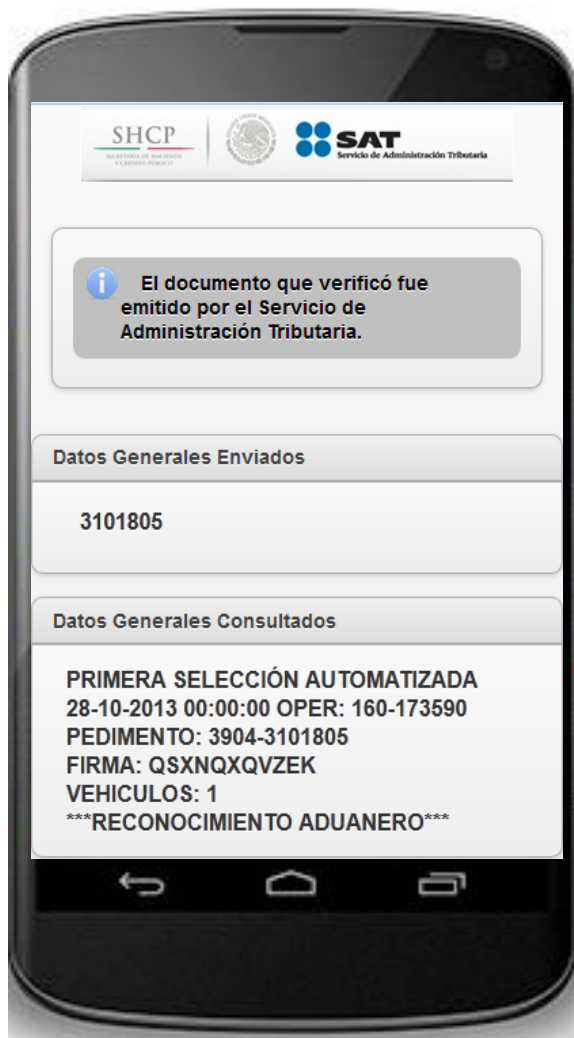 SHCP
SECRETARÍA DE HACIENDA
Y CRÉDITO PÚBLICO
SAT
Servicio de Administración Tributaria
El documento que verificó fue
emitido por el Servicio de
Administración Tributaria.
Datos Generales Enviados
3101805
Datos Generales Consultados
PRIMERA SELECCIÓN AUTOMATIZADA
28-10-2013 00:00:00 OPER: 160-173590
PEDIMENTO: 3904-3101805
FIRMA: QSXNQXQVZEK
VEHICULOS: 1
***RECONOCIMIENTO ADUANERO***